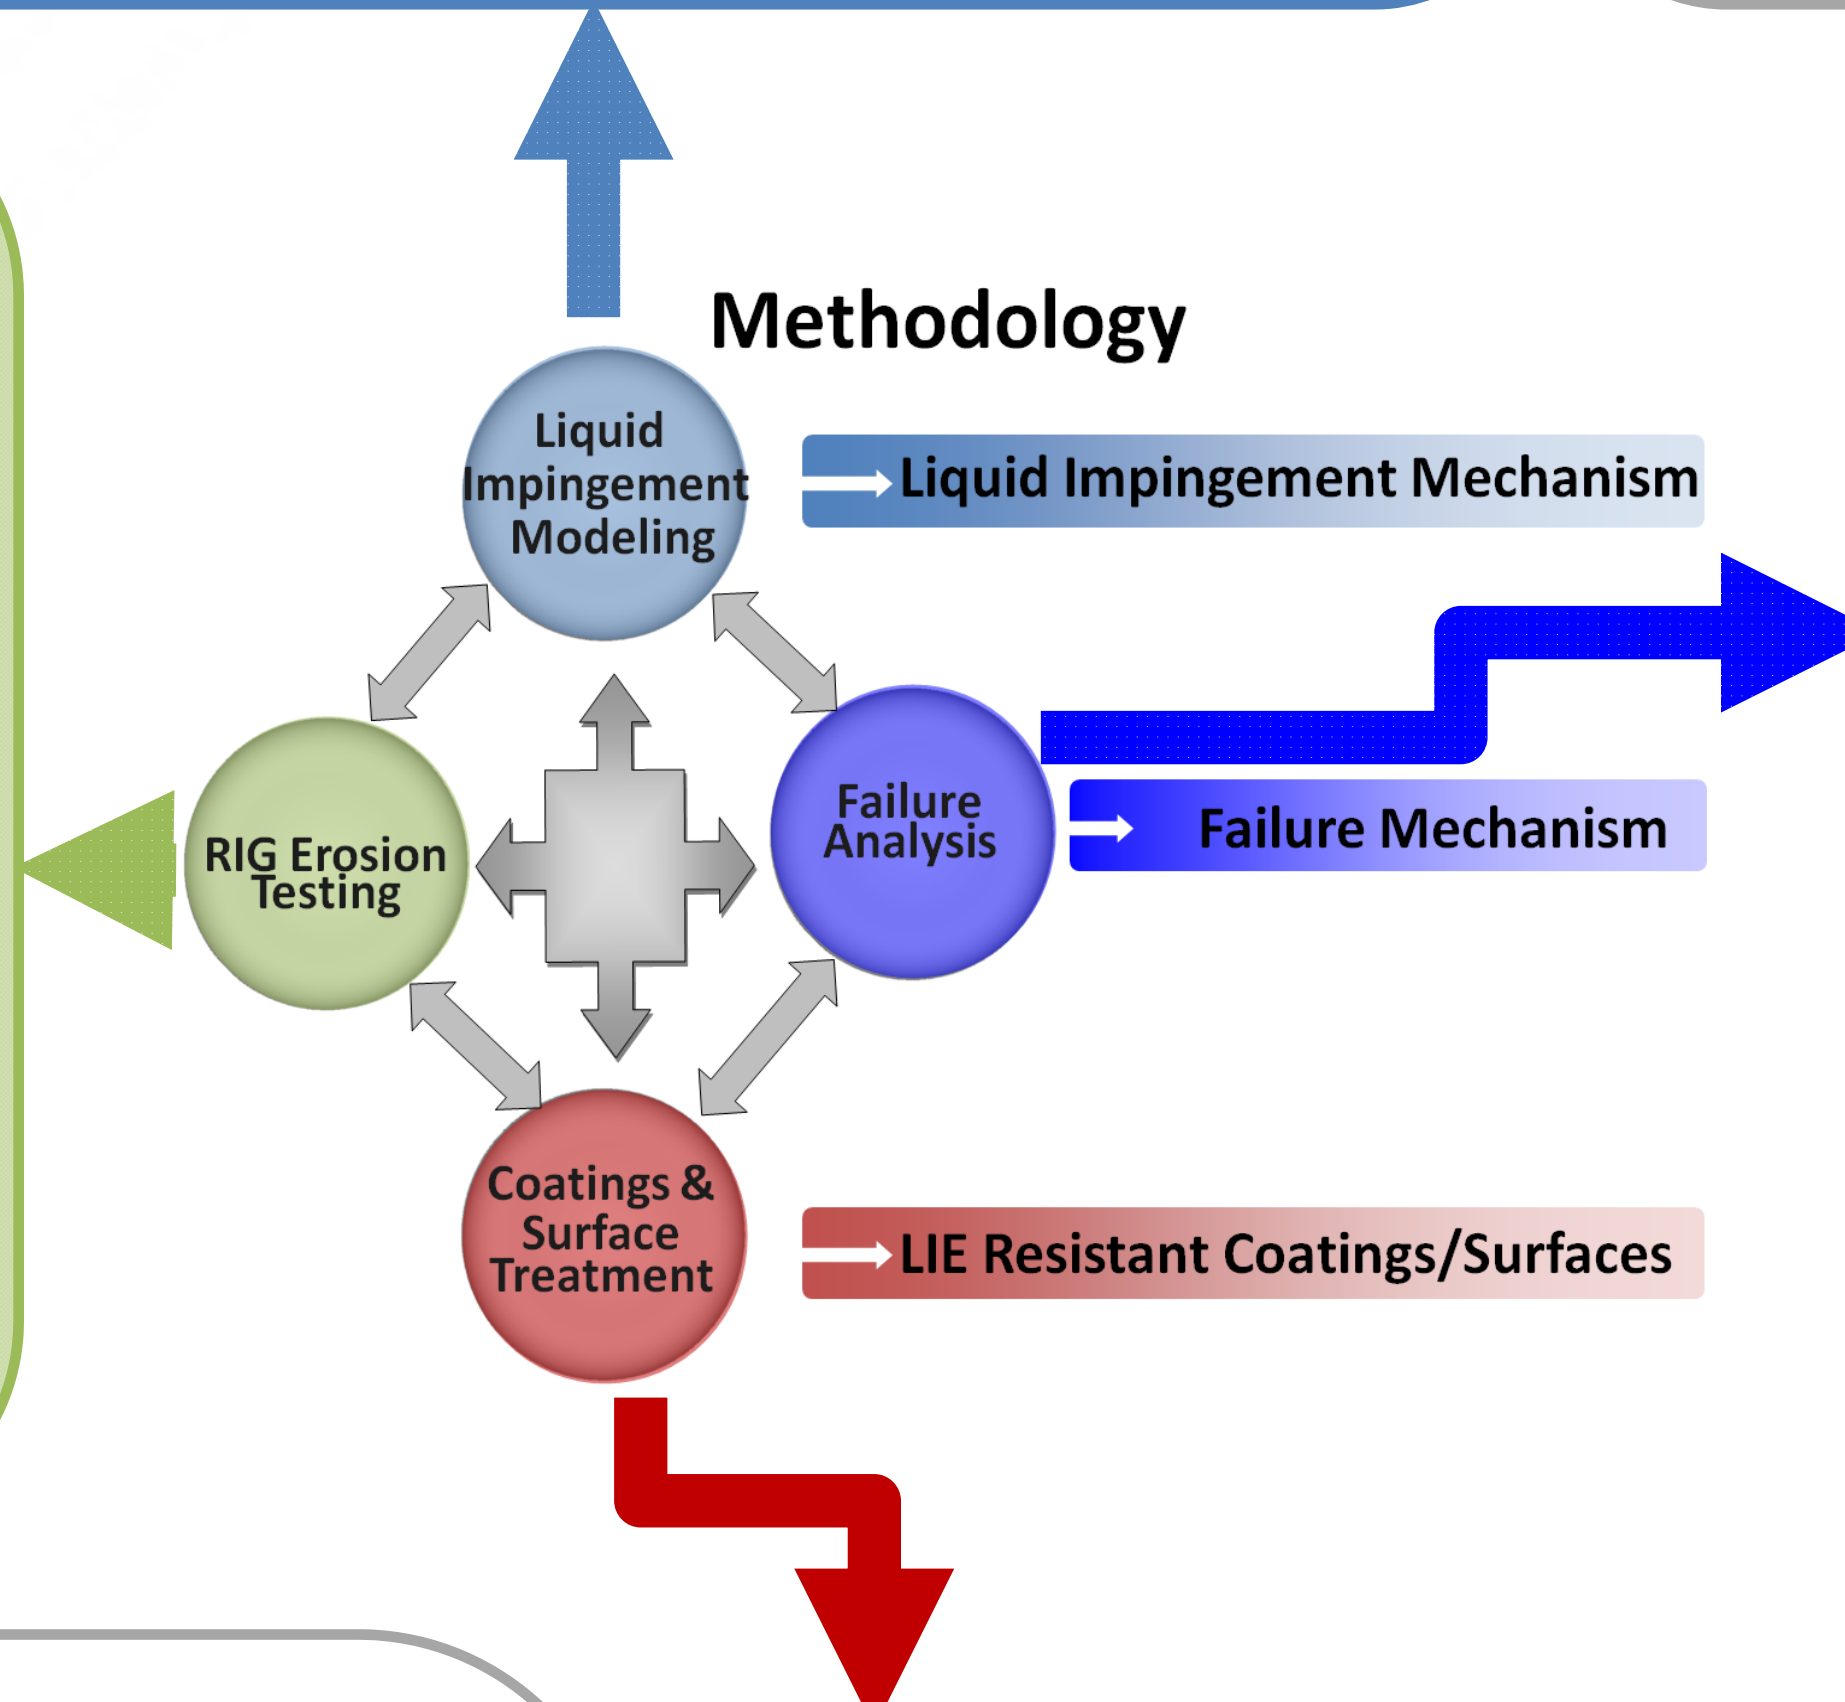 Methodology
Liquid
Impingement
Modeling
Liquid Impingement Mechanism
Failure
Analysis
Failure Mechanism
RIG Erosion
Testing
Coatings &
Surface
Treatment
LIE Resistant Coatings/Surfaces